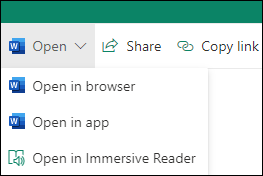 Open Share Copy link
Open in browser
Open in app
Open in Immersive Reader